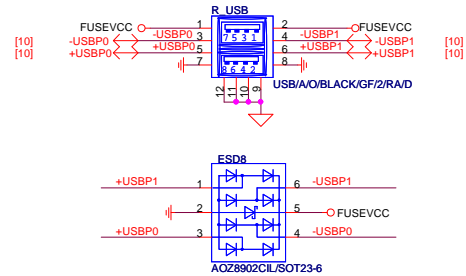 R_USB
FUSEVCC 1 2 FUSEVCC
[10] -USBP0 -USBP0 3 7 5 3 1 4 -USBP1 -USBP1 [10]
[10] +USBP0 +USBP0 5 6 +USBP1 +USBP1 [10]
7 8 6 4 2 8
USB/A/O/BLACK/GF/2/RA/D
12 11 10 9
ESD8
+USBP1 1 6 -USBP1
2 5 FUSEVCC
+USBP0 3 4 -USBP0
AOZ8902CIL/SOT23-6